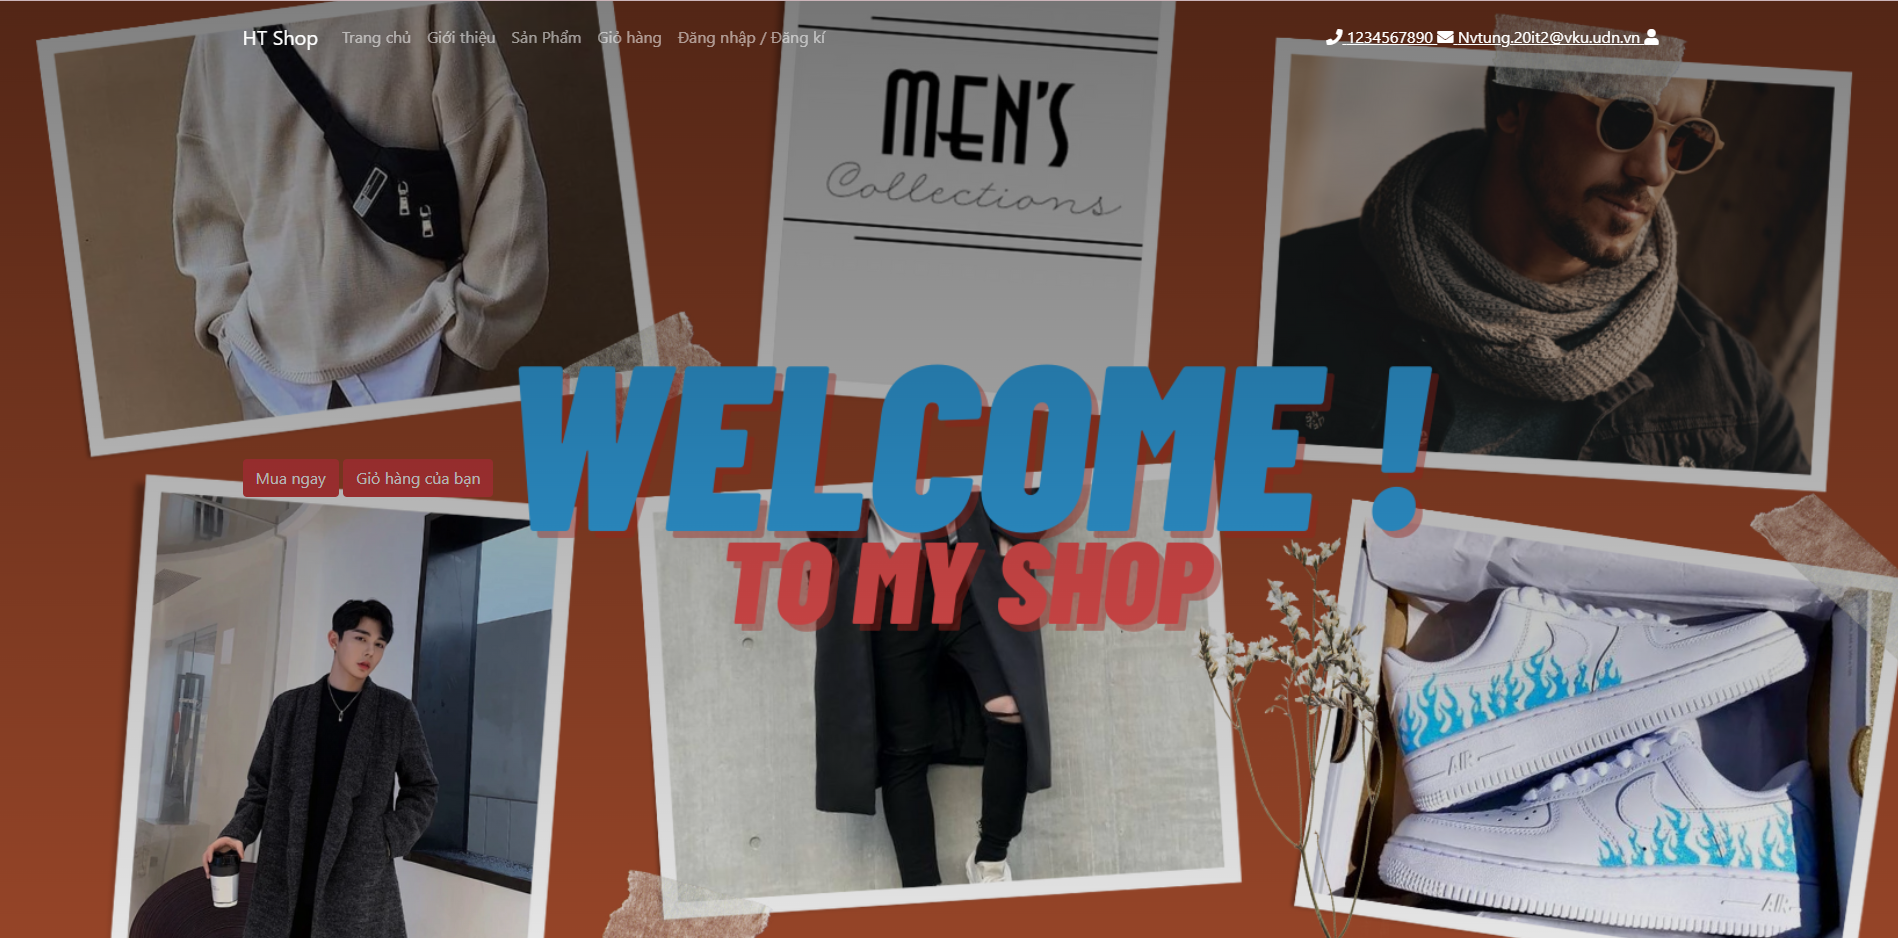 HT Shop Trang chủ Giới thiệu Sản Phẩm Giỏ hàng Đăng nhập / Đăng kí 1234567890 Nvtung.20it2@vku.udn.vn
MEN'S
Collections
WELCOME !
Mua ngay Giỏ hàng của bạn
TO MY SHOP
AIR
AIR